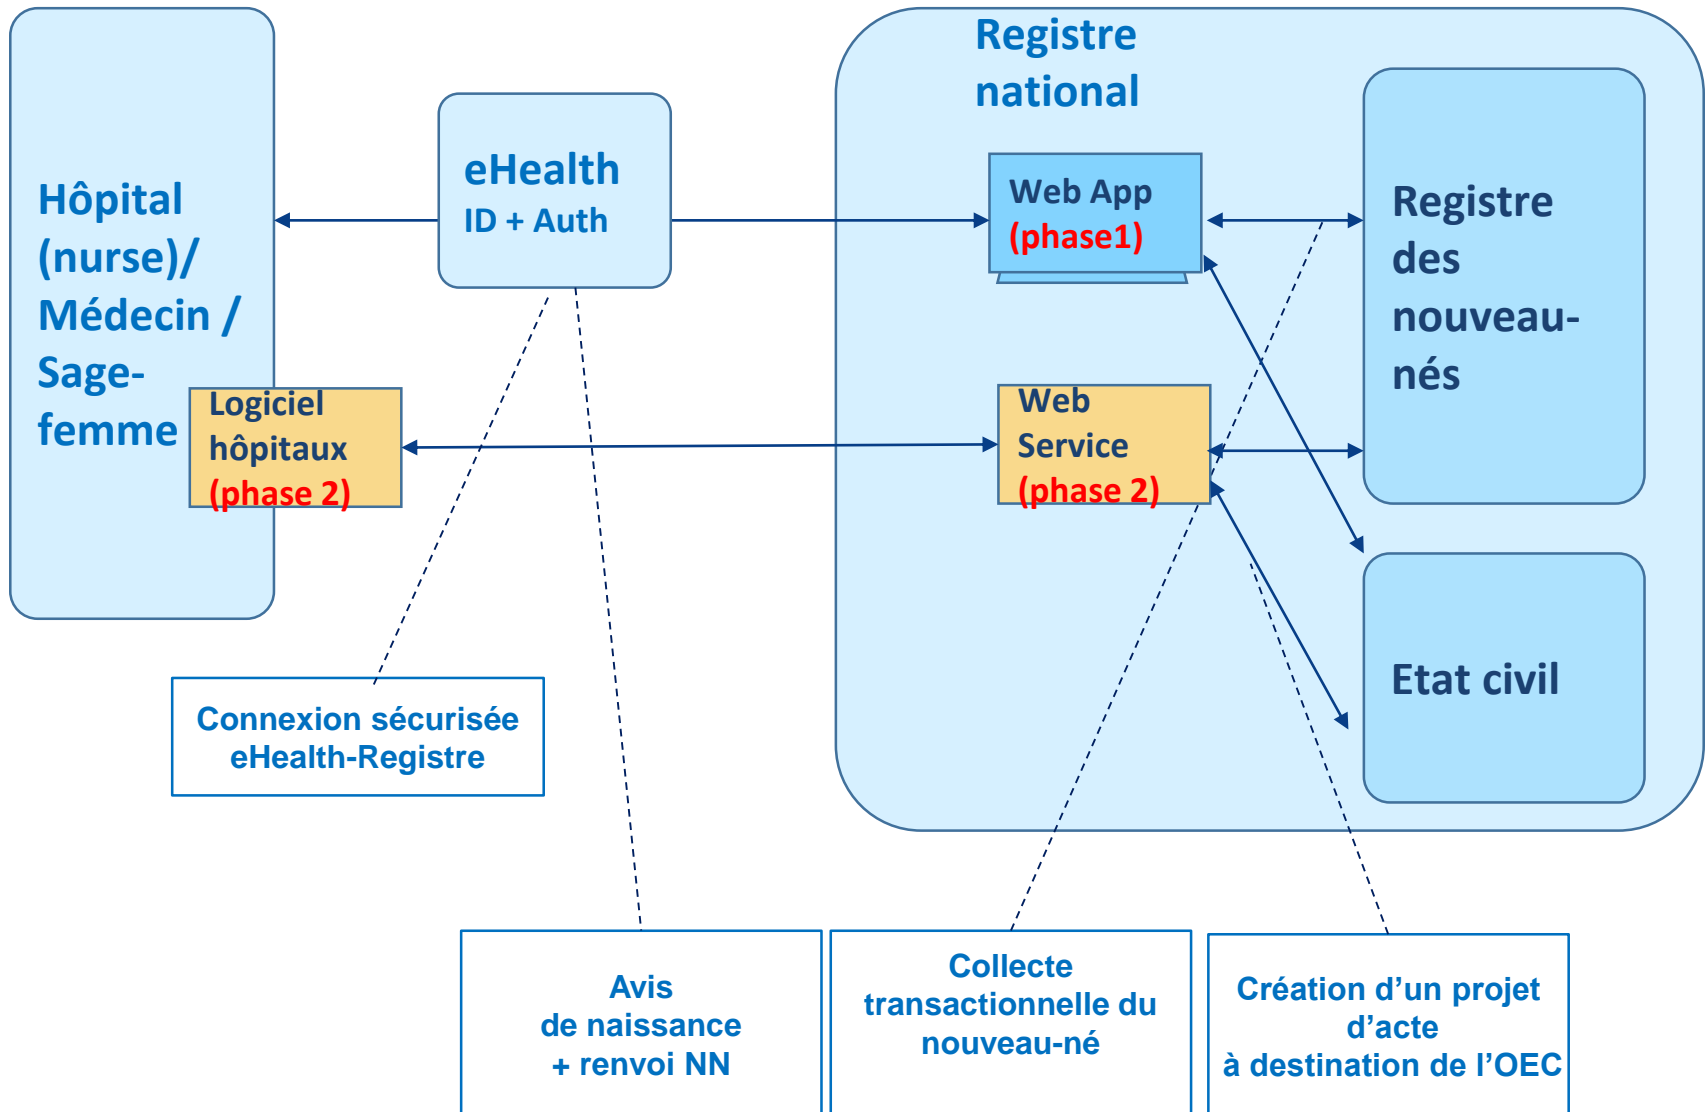 Registre
national
Hôpital
(nurse)/
Médecin /
Sage-
femme
eHealth
ID + Auth
Web App
(phase1)
Registre
des
nouveau-
nés
Logiciel
hôpitaux
(phase 2)
Web
Service
(phase 2)
Etat civil
Connexion sécurisée
eHealth-Registre
Avis
de naissance
+ renvoi NN
Collecte
transactionnelle du
nouveau-né
Création d’un projet
d’acte
à destination de l’OEC